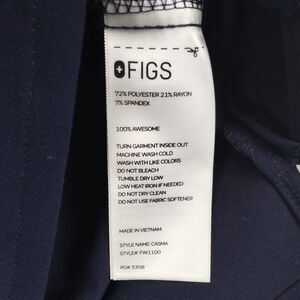 FIGS
72% POLYESTER 21% RAYON
7% SPANDEX
100% AWESOME
TURN GARMENT INSIDE OUT
MACHINE WASH COLD
WASH WITH LIKE COLORS
DO NOT BLEACH
TUMBLE DRY LOW
LOW HEAT IRON IF NEEDED
DO NOT DRY CLEAN
DO NOT USE FABRIC SOFTENER
MADE IN VIETNAM
STYLE NAME: CASMA
STYLE#: FW1100
PO# 3308